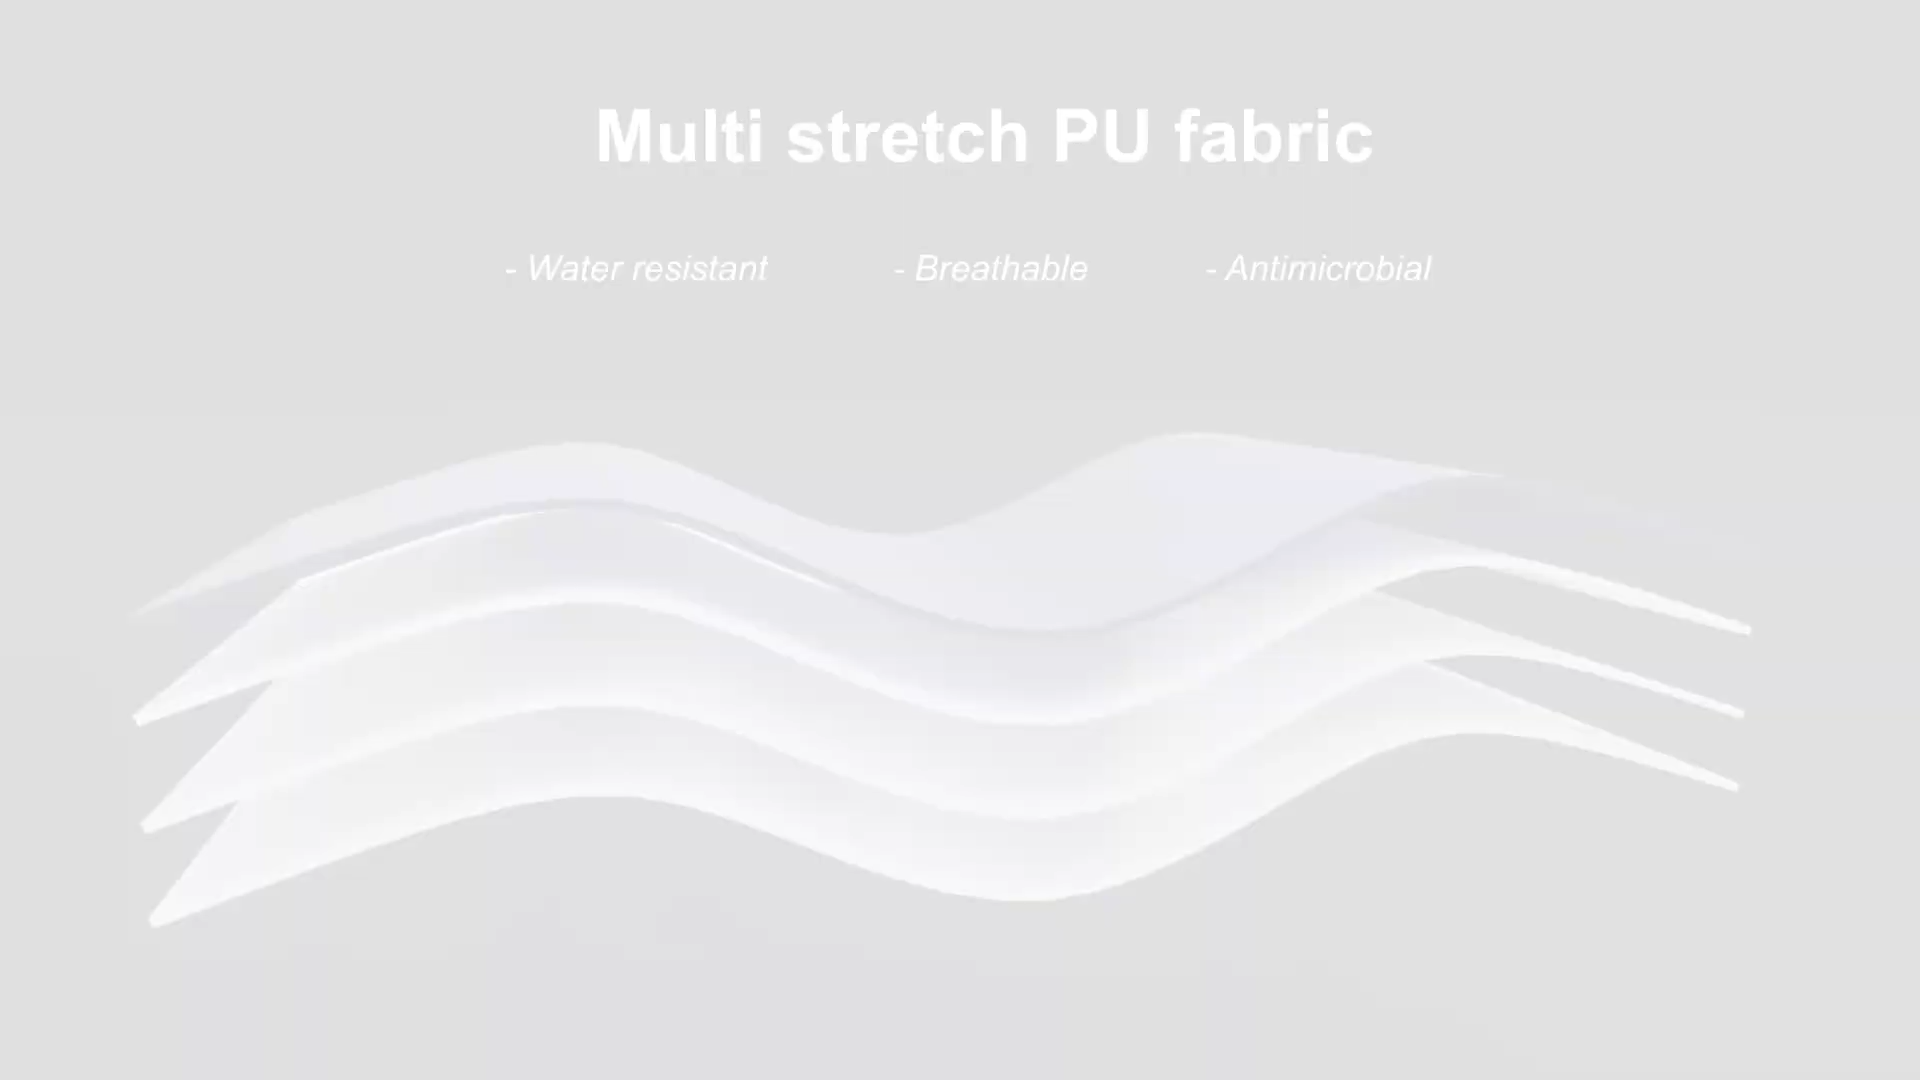 Multi stretch PU fabric
- Water resistant - Breathable - Antimicrobial